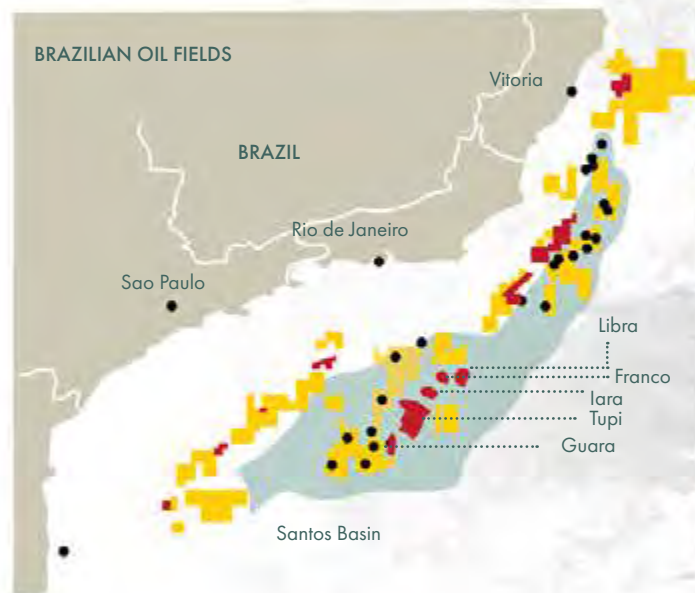 BRAZILIAN OIL FIELDS
Vitoria
BRAZIL
Rio de Janeiro
Sao Paulo
Libra
Franco
Iara
Tupi
Guara
Santos Basin